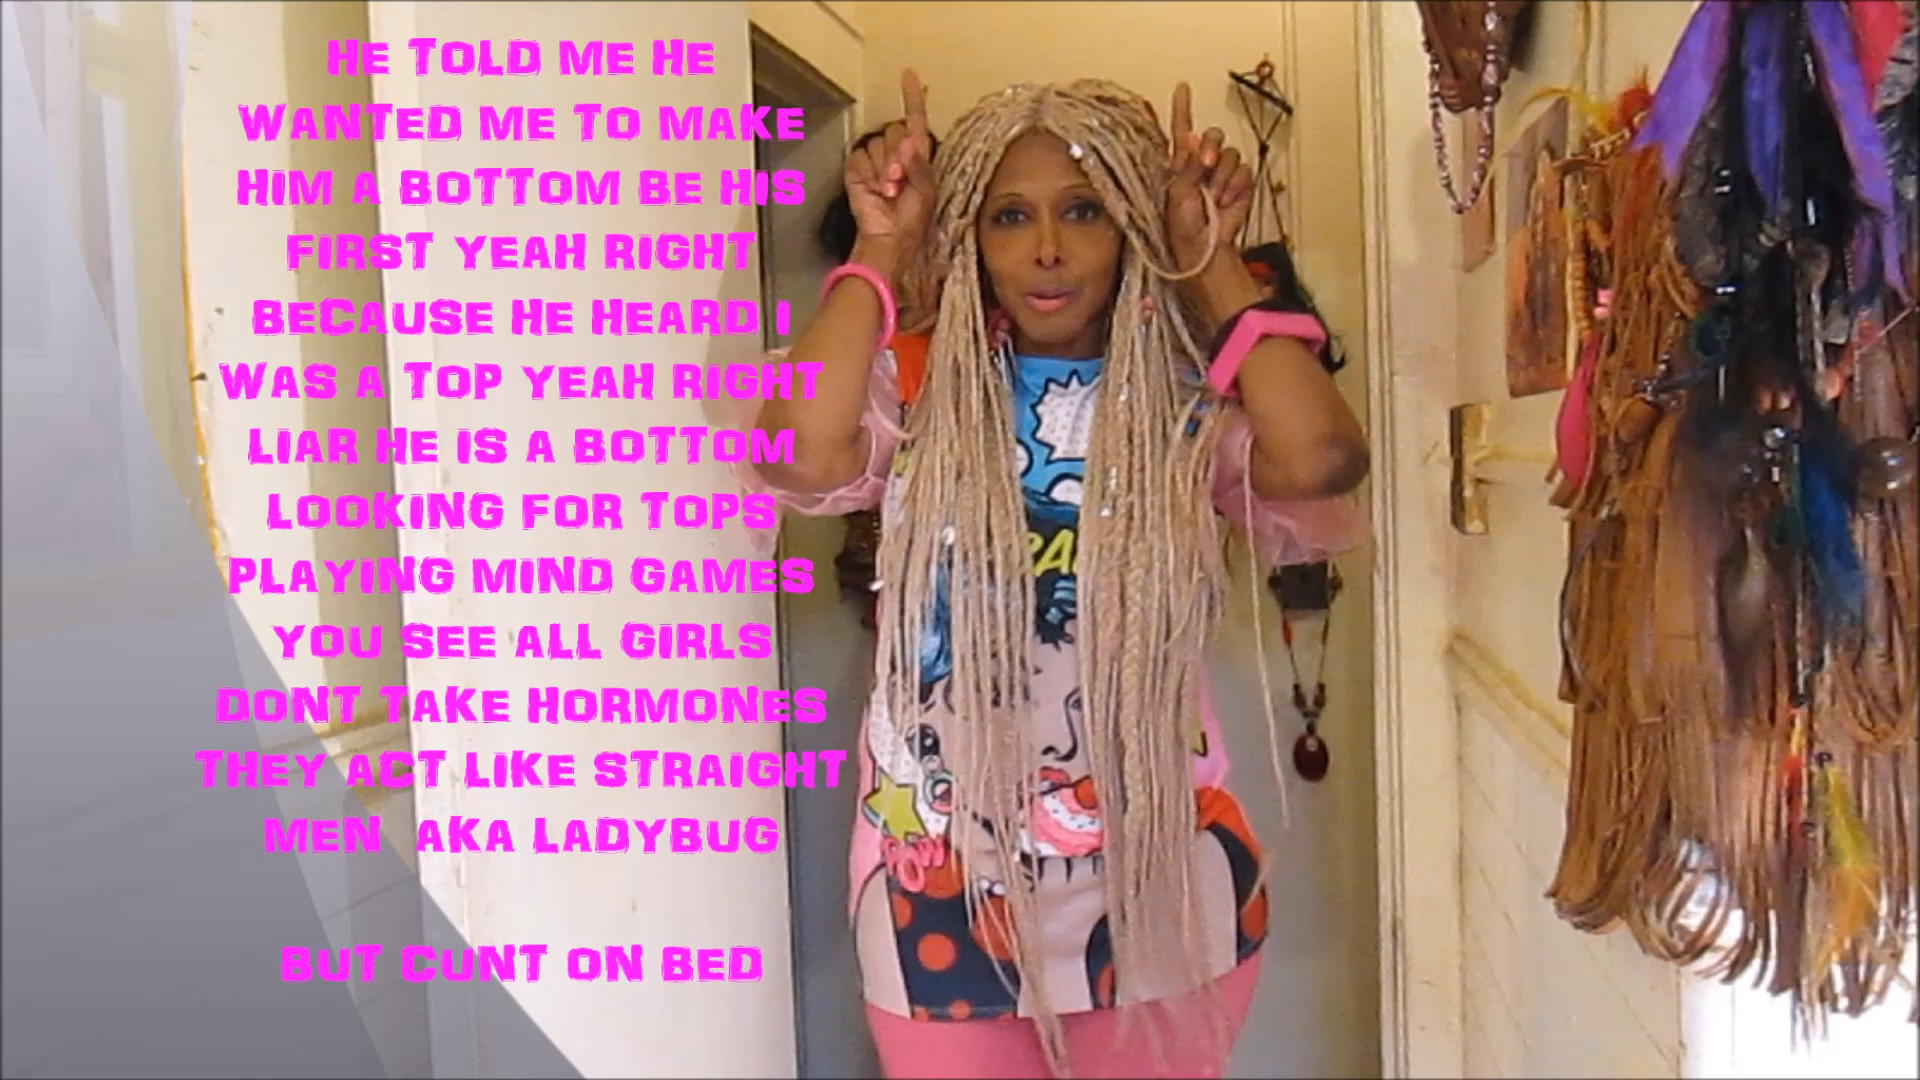 HE TOLD ME HE
WANTED ME TO MAKE
HIM A BOTTOM BE HIS
FIRST YEAH RIGHT
BECAUSE HE HEARD I
WAS A TOP YEAH RIGHT
LIAR HE IS A BOTTOM
LOOKING FOR TOPS
PLAYING MIND GAMES
YOU SEE ALL GIRLS
DONT TAKE HORMONES
THEY ACT LIKE STRAIGHT
MEN AKA LADYBUG
BUT CUNT ON BED
POW